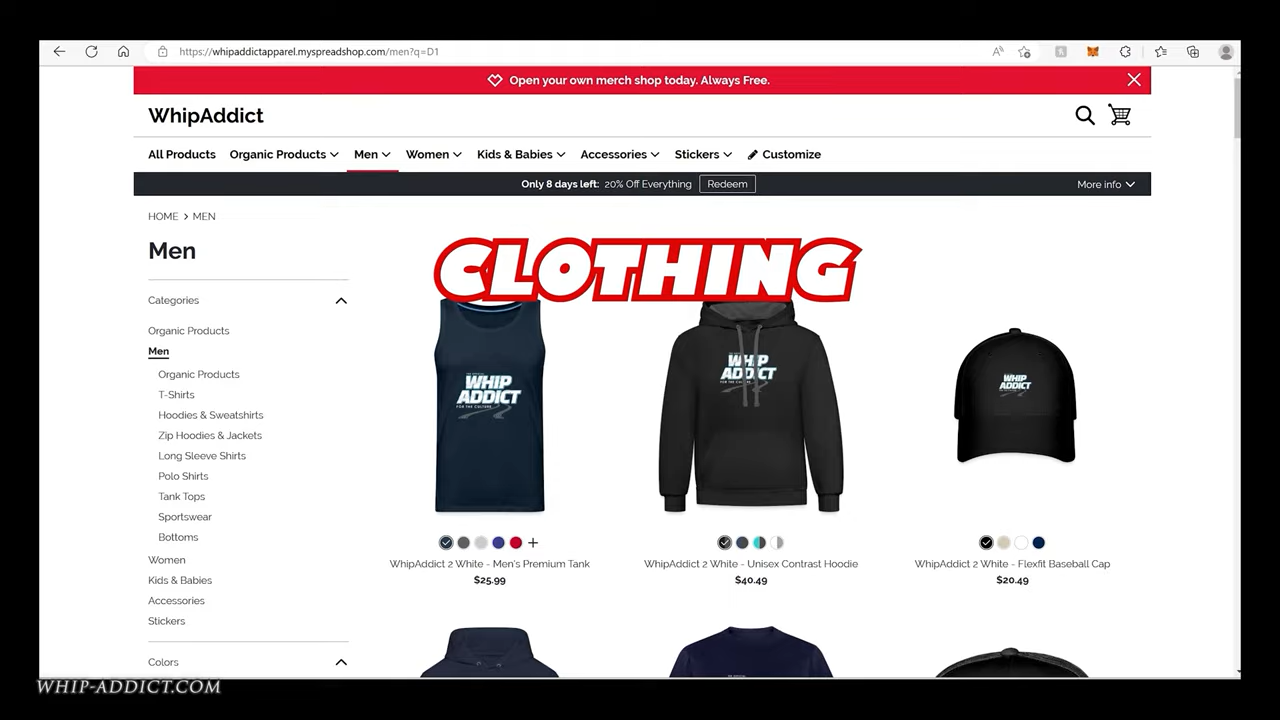 https://whipaddictapparel.myspreadshop.com/men?q=D1
Open your own merch shop today. Always Free.
WhipAddict
All Products Organic Products Men Women Kids & Babies Accessories Stickers Customize
Only 8 days left: 20% Off Everything Redeem More info
HOME > MEN
Men
CLOTHING
Categories
Organic Products
Men
Organic Products
T-Shirts
Hoodies & Sweatshirts
Zip Hoodies & Jackets
Long Sleeve Shirts
Polo Shirts
Tank Tops
Sportswear
Bottoms
Women
Kids & Babies
Accessories
Stickers
Colors
WHIP
ADDICT
FOR THE CULTURE
WHIP
ADDICT
WHIP
ADDICT
WhipAddict 2 White - Men's Premium Tank
$25.99
WhipAddict 2 White - Unisex Contrast Hoodie
$40.49
WhipAddict 2 White - Flexfit Baseball Cap
$20.49
WHIP-ADDICT.COM